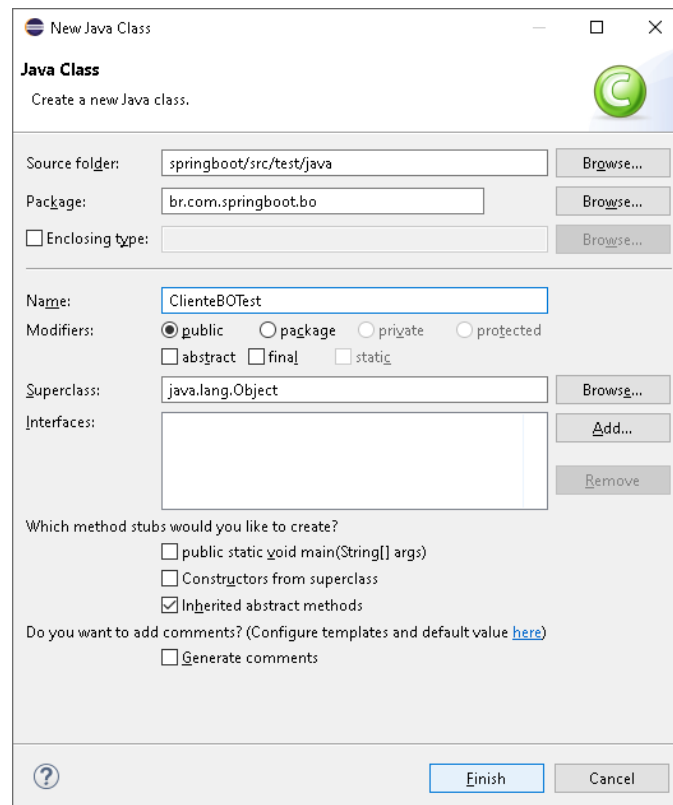 New Java Class
Java Class
Create a new Java class.
C
Source folder: springboot/src/test/java Browse...
Package: br.com.springboot.bo Browse...
Enclosing type: Browse...
Name: ClienteBOTest
Modifiers: public package private protected
abstract final static
Superclass: java.lang.Object Browse...
Interfaces: Add...
Remove
Which method stubs would you like to create?
public static void main(String[] args)
Constructors from superclass
Inherited abstract methods
Do you want to add comments? (Configure templates and default value here)
Generate comments
? Finish Cancel